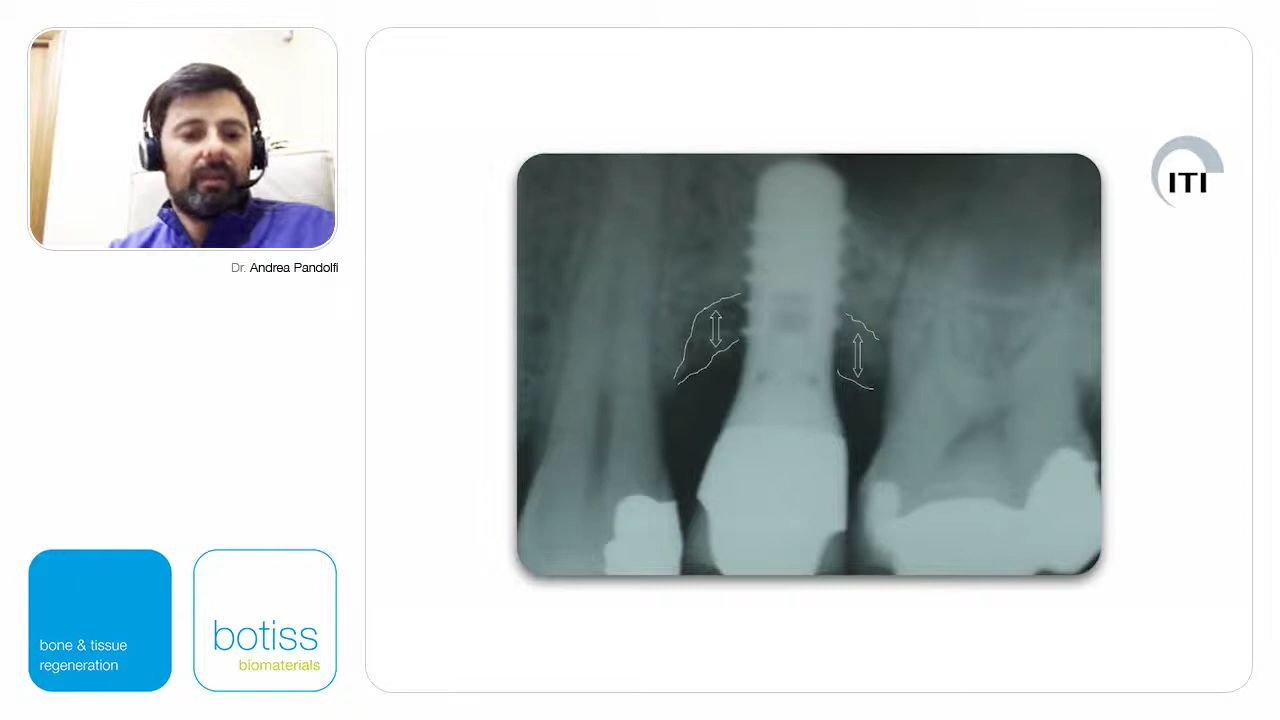 Dr. Andrea Pandolfi
ITI
bone & tissue
regeneration
botiss
biomaterials